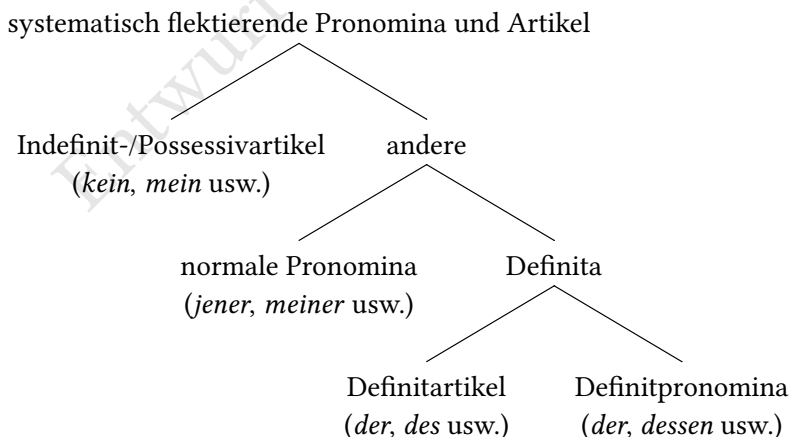 systematisch flektierende Pronomina und Artikel
Entwurf
Indefinit-/Possessivartikel andere
(kein, mein usw.)
normale Pronomina Definita
(jener, meiner usw.)
Definitartikel Definitpronomina
(der, des usw.) (der, dessen usw.)